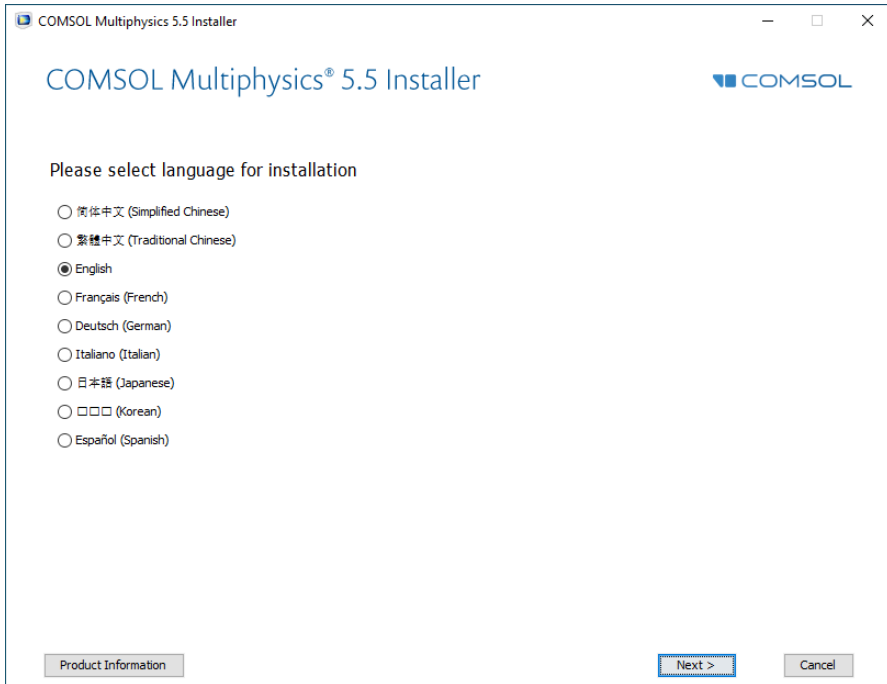 COMSOL Multiphysics 5.5 Installer
COMSOL Multiphysics® 5.5 Installer
COMSOL
Please select language for installation
简体中文 (Simplified Chinese)
繁體中文 (Traditional Chinese)
English
Français (French)
Deutsch (German)
Italiano (Italian)
日本語 (Japanese)
□□□ (Korean)
Español (Spanish)
Product Information
Next >
Cancel